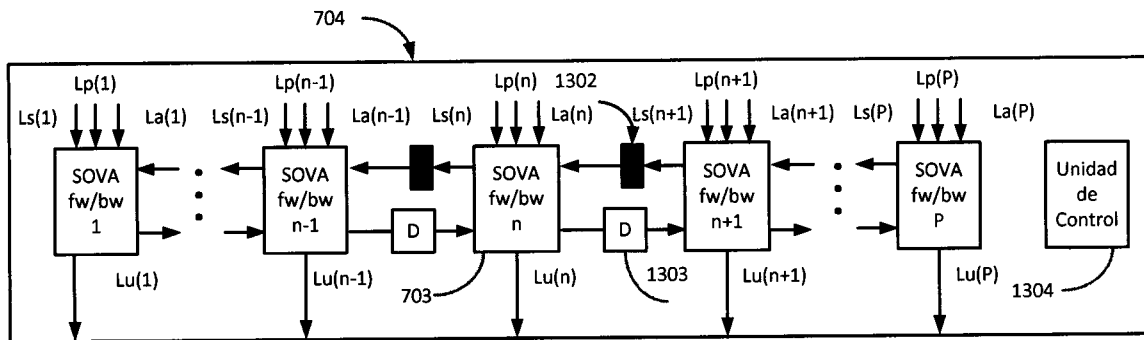 704
Lp(1)
Lp(n-1)
Lp(n)
1302
Lp(n+1)
Lp(P)
Ls(1)
La(1)
Ls(n-1)
La(n-1)
Ls(n)
La(n)
Ls(n+1)
La(n+1)
Ls(P)
La(P)
SOVA
fw/bw
1
SOVA
fw/bw
n-1
SOVA
fw/bw
n
SOVA
fw/bw
n+1
SOVA
fw/bw
P
Unidad
de
Control
D
D
Lu(1)
Lu(n-1)
703
Lu(n)
1303
Lu(n+1)
Lu(P)
1304